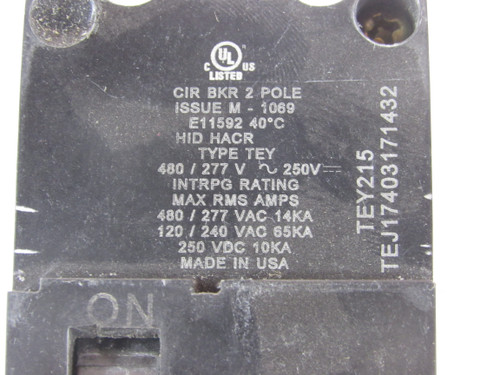 C UL US
LISTED
CIR BKR 2 POLE
ISSUE M - 1069
E11592 40°C
HID HACR
TYPE TEY
480 / 277 V ~ 250V⎓
INTRPG RATING
MAX RMS AMPS
480 / 277 VAC 14KA
120 / 240 VAC 65KA
250 VDC 10KA
MADE IN USA
TEY215
TEJ17403171432
ON